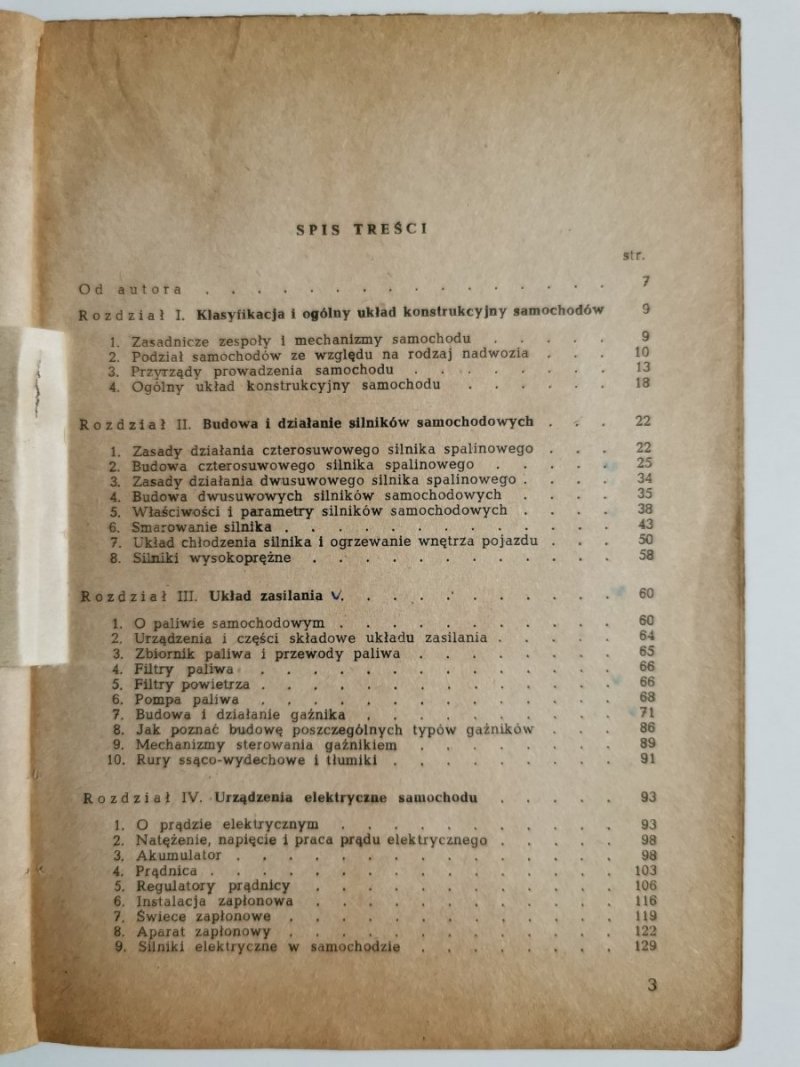 SPIS TREŚCI
str.
Od autora . . . . . . . . . . . . . . . . 7
Rozdział I. Klasyfikacja i ogólny układ konstrukcyjny samochodów 9
1. Zasadnicze zespoły i mechanizmy samochodu . . . . . 9
2. Podział samochodów ze względu na rodzaj nadwozia . . . 10
3. Przyrządy prowadzenia samochodu . . . . . . . . 13
4. Ogólny układ konstrukcyjny samochodu . . . . . . 18
Rozdział II. Budowa i działanie silników samochodowych . . . 22
1. Zasady działania czterosuwowego silnika spalinowego . . . 22
2. Budowa czterosuwowego silnika spalinowego . . . . . 25
3. Zasady działania dwusuwowego silnika spalinowego . . . . 34
4. Budowa dwusuwowych silników samochodowych . . . . 35
5. Właściwości i parametry silników samochodowych . . . . 38
6. Smarowanie silnika . . . . . . . . . . . . . 43
7. Układ chłodzenia silnika i ogrzewanie wnętrza pojazdu . . . 50
8. Silniki wysokoprężne . . . . . . . . . . . . 58
Rozdział III. Układ zasilania . . . . . . . . . . . 60
1. O paliwie samochodowym . . . . . . . . . . . 60
2. Urządzenia i części składowe układu zasilania . . . . . 64
3. Zbiornik paliwa i przewody paliwa . . . . . . . . 65
4. Filtry paliwa . . . . . . . . . . . . . . 66
5. Filtry powietrza . . . . . . . . . . . . . . 66
6. Pompa paliwa . . . . . . . . . . . . . . 68
7. Budowa i działanie gaźnika . . . . . . . . . . 71
8. Jak poznać budowę poszczególnych typów gaźników . . . 86
9. Mechanizmy sterowania gaźnikiem . . . . . . . . 89
10. Rury ssąco-wydechowe i tłumiki . . . . . . . . . 91
Rozdział IV. Urządzenia elektryczne samochodu . . . . . 93
1. O prądzie elektrycznym . . . . . . . . . . . 93
2. Natężenie, napięcie i praca prądu elektrycznego . . . . . 98
3. Akumulator . . . . . . . . . . . . . . . 98
4. Prądnica . . . . . . . . . . . . . . . . 103
5. Regulatory prądnicy . . . . . . . . . . . . 106
6. Instalacja zapłonowa . . . . . . . . . . . . 116
7. Świece zapłonowe . . . . . . . . . . . . . 119
8. Aparat zapłonowy . . . . . . . . . . . . . 122
9. Silniki elektryczne w samochodzie . . . . . . . . 129
3